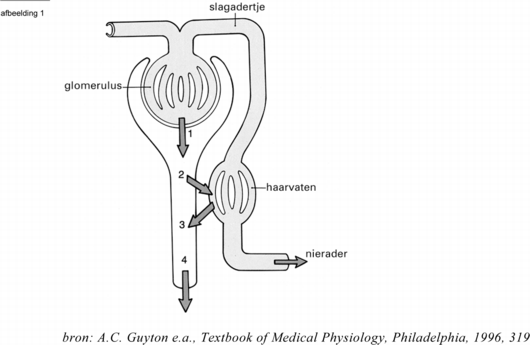 afbeelding 1
slagadertje
glomerulus
1
2
haarvaten
3
4
nierader
bron: A.C. Guyton e.a., Textbook of Medical Physiology, Philadelphia, 1996, 319